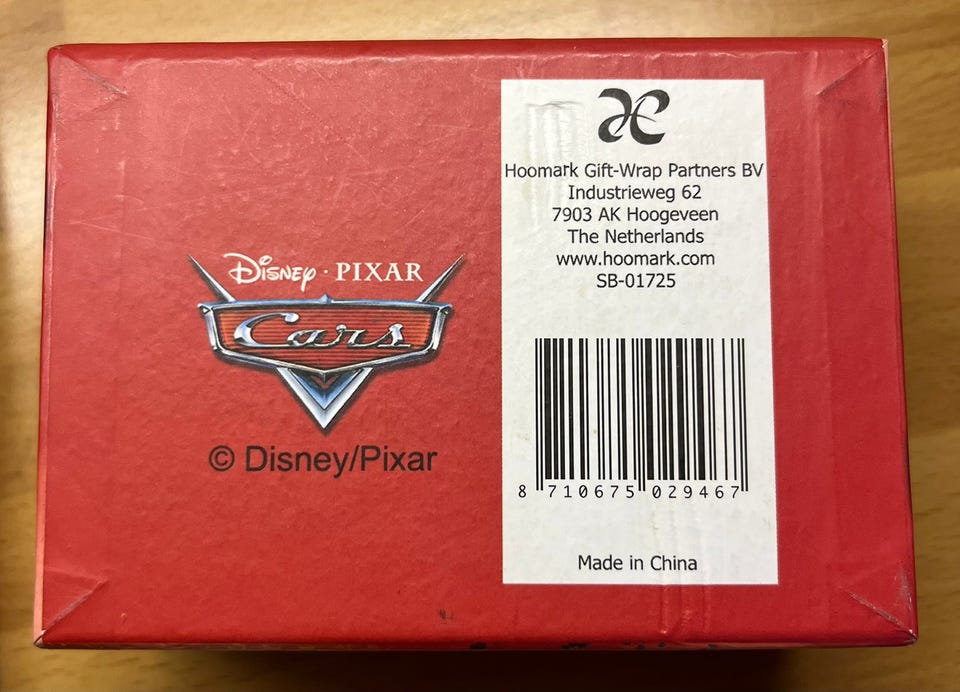 Disney · PIXAR
Cars
© Disney/Pixar
Hoomark Gift-Wrap Partners BV
Industrieweg 62
7903 AK Hoogeveen
The Netherlands
www.hoomark.com
SB-01725
8 710675 029467
Made in China